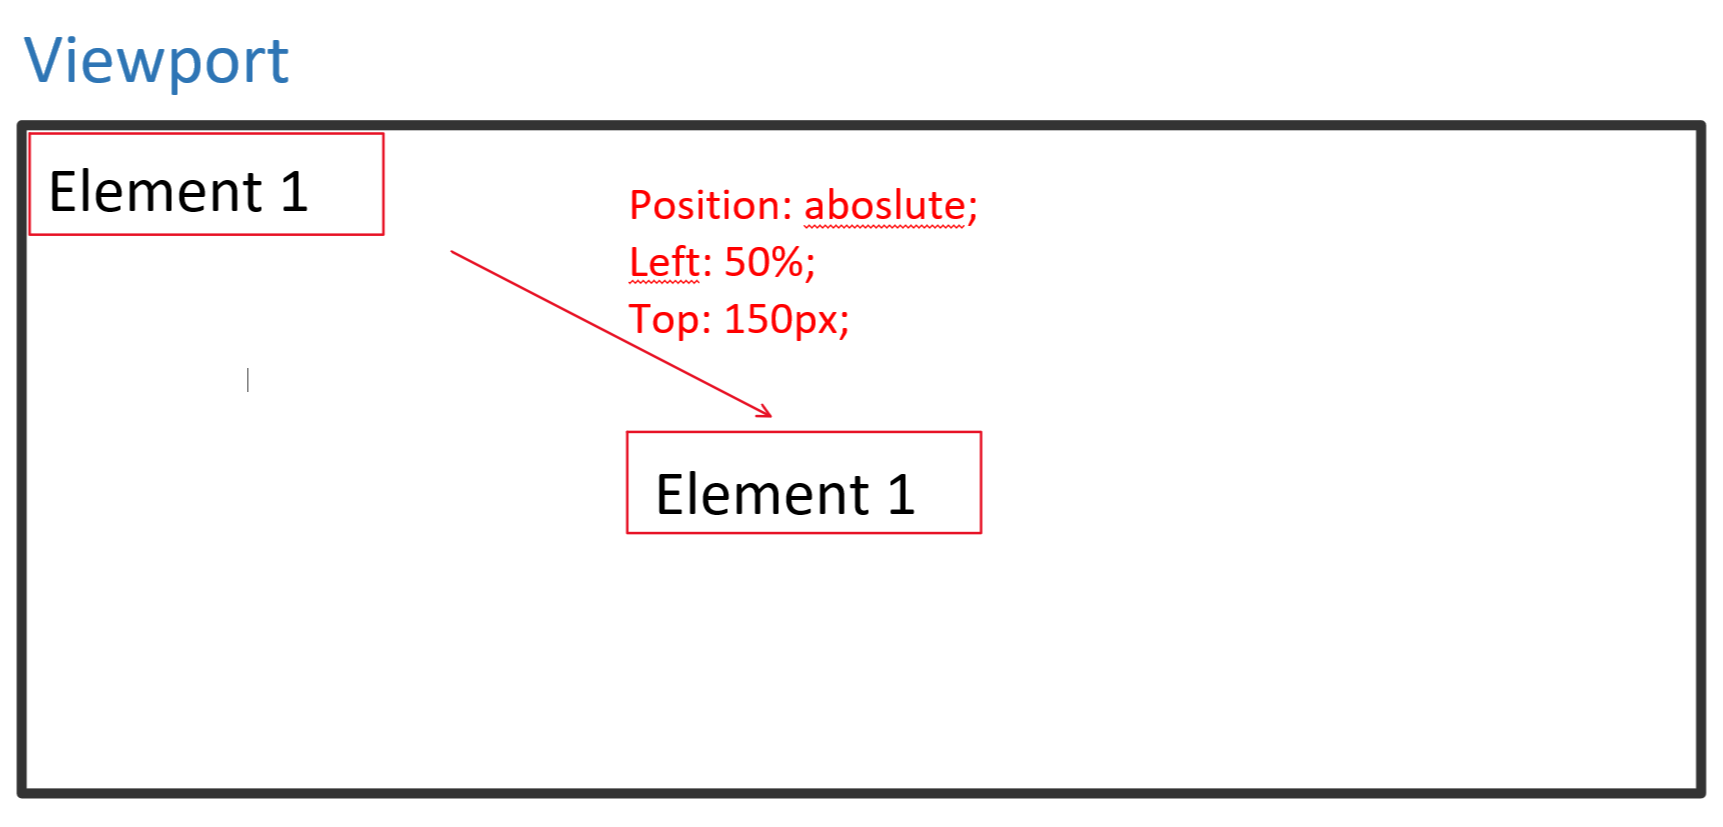 Viewport
Element 1
Position: aboslute;
Left: 50%;
Top: 150px;
Element 1